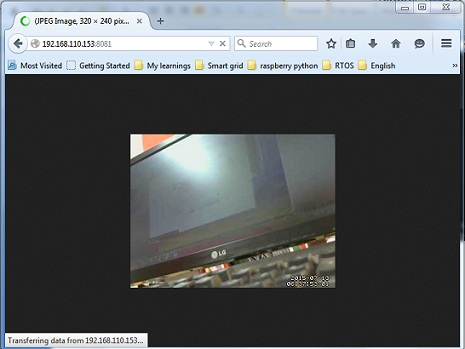 (JPEG Image, 320 × 240 pix...
192.168.110.153:8081
Search
Most Visited
Getting Started
My learnings
Smart grid
raspberry python
RTOS
English
LG
Transferring data from 192.168.110.153...